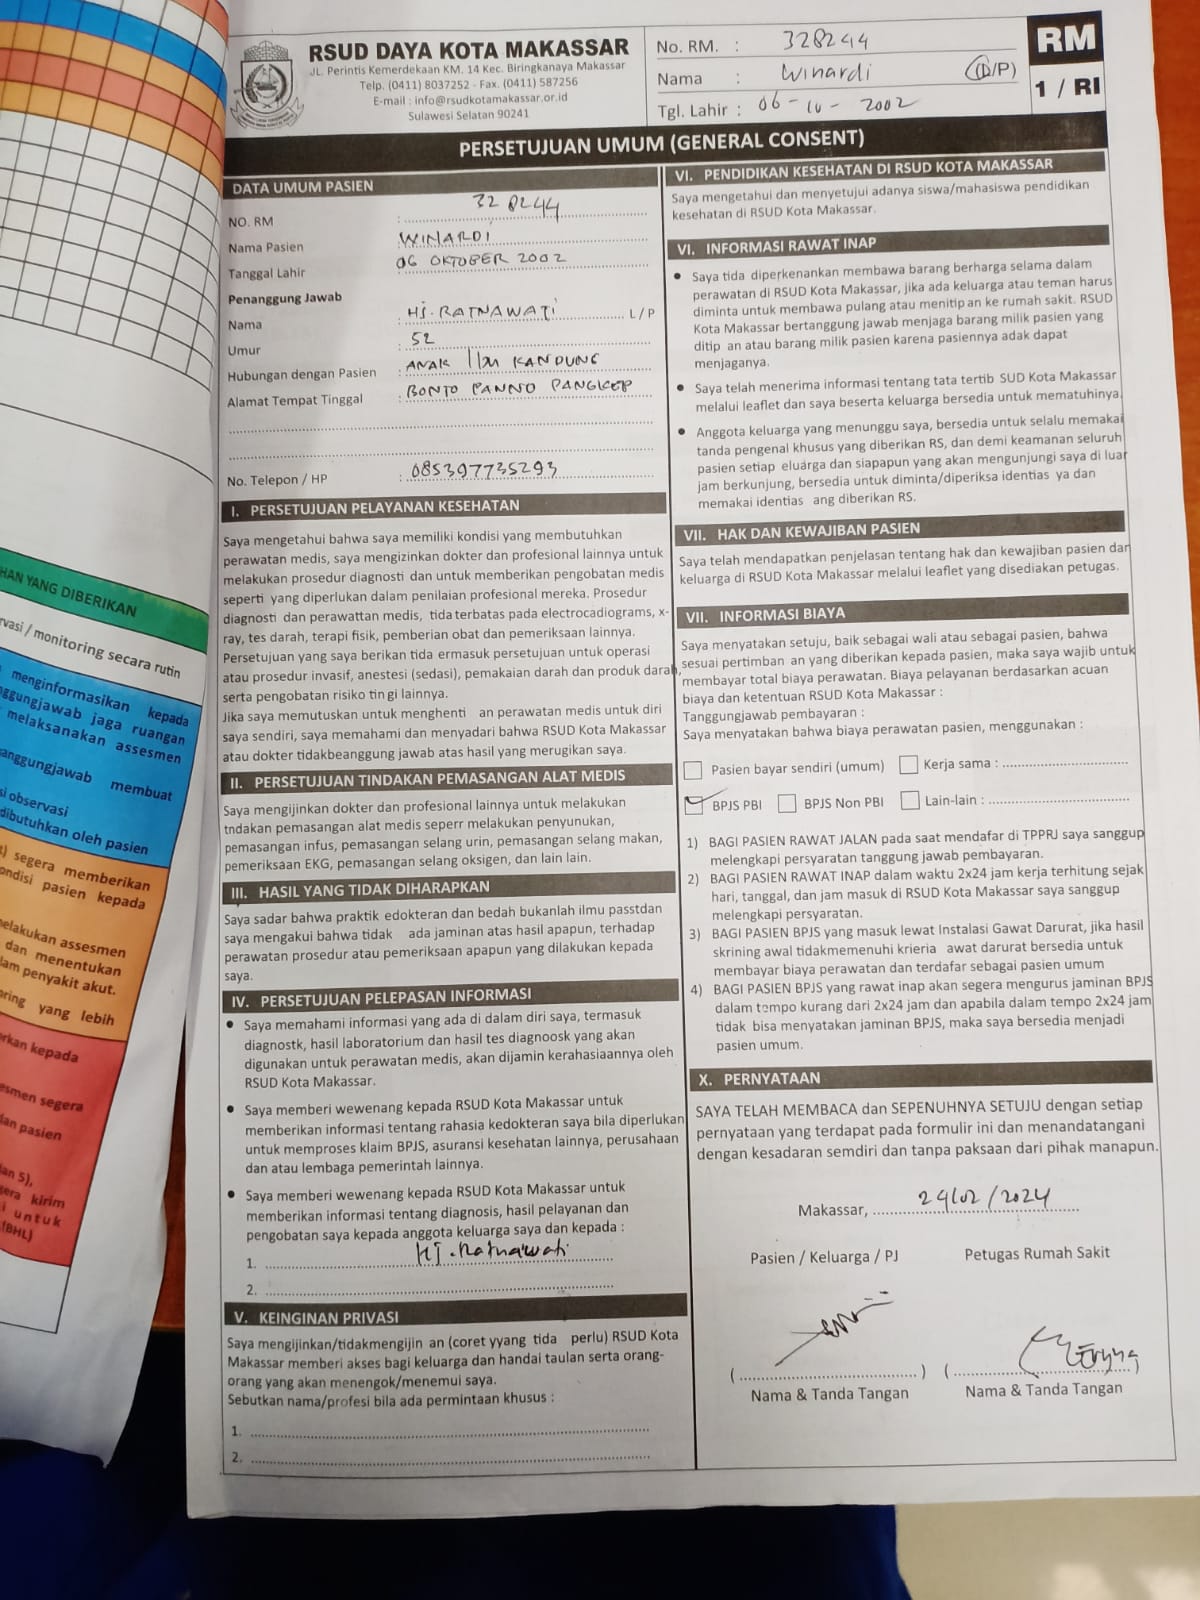 RSUD DAYA KOTA MAKASSAR
JL. Perintis Kemerdekaan KM. 14 Kec. Biringkanaya Makassar
Telp. (0411) 8037252 - Fax. (0411) 587256
E-mail : info@rsudkotamakassar.or.id
Sulawesi Selatan 90241
No. RM. : 328244
Nama : Winardi (L/P)
Tgl. Lahir : 06-10-2002
RM
1 / RI
PERSETUJUAN UMUM (GENERAL CONSENT)
DATA UMUM PASIEN
NO. RM : 328244
Nama Pasien : WINARDI
Tanggal Lahir : 06 OKTOBER 2002
Penanggung Jawab
Nama : HJ. RATNAWATI L / P
Umur : 52
Hubungan dengan Pasien : ANAK KANDUNG
Alamat Tempat Tinggal : BONTO PANNO PANGKEP
No. Telepon / HP : 085397735293
I. PERSETUJUAN PELAYANAN KESEHATAN
Saya mengetahui bahwa saya memiliki kondisi yang membutuhkan
perawatan medis, saya mengizinkan dokter dan profesional lainnya untuk
melakukan prosedur diagnosti dan untuk memberikan pengobatan medis
seperti yang diperlukan dalam penilaian profesional mereka. Prosedur
diagnosti dan perawattan medis, tida terbatas pada electrocadiograms, x-
ray, tes darah, terapi fisik, pemberian obat dan pemeriksaan lainnya.
Persetujuan yang saya berikan tida ermasuk persetujuan untuk operasi
atau prosedur invasif, anestesi (sedasi), pemakaian darah dan produk darah,
serta pengobatan risiko tin gi lainnya.
Jika saya memutuskan untuk menghenti an perawatan medis untuk diri
saya sendiri, saya memahami dan menyadari bahwa RSUD Kota Makassar
atau dokter tidakbeanggung jawab atas hasil yang merugikan saya.
II. PERSETUJUAN TINDAKAN PEMASANGAN ALAT MEDIS
Saya mengijinkan dokter dan profesional lainnya untuk melakukan
tndakan pemasangan alat medis seperr melakukan penyunukan,
pemasangan infus, pemasangan selang urin, pemasangan selang makan,
pemeriksaan EKG, pemasangan selang oksigen, dan lain lain.
III. HASIL YANG TIDAK DIHARAPKAN
Saya sadar bahwa praktik edokteran dan bedah bukanlah ilmu passtdan
saya mengakui bahwa tidak ada jaminan atas hasil apapun, terhadap
perawatan prosedur atau pemeriksaan apapun yang dilakukan kepada
saya.
IV. PERSETUJUAN PELEPASAN INFORMASI
• Saya memahami informasi yang ada di dalam diri saya, termasuk
diagnostk, hasil laboratorium dan hasil tes diagnoosk yang akan
digunakan untuk perawatan medis, akan dijamin kerahasiaannya oleh
RSUD Kota Makassar.
• Saya memberi wewenang kepada RSUD Kota Makassar untuk
memberikan informasi tentang rahasia kedokteran saya bila diperlukan
untuk memproses klaim BPJS, asuransi kesehatan lainnya, perusahaan
dan atau lembaga pemerintah lainnya.
• Saya memberi wewenang kepada RSUD Kota Makassar untuk
memberikan informasi tentang diagnosis, hasil pelayanan dan
pengobatan saya kepada anggota keluarga saya dan kepada :
1. Hj. Ratnawati
2.
V. KEINGINAN PRIVASI
Saya mengijinkan/tidakmengijin an (coret yyang tida perlu) RSUD Kota
Makassar memberi akses bagi keluarga dan handai taulan serta orang-
orang yang akan menengok/menemui saya.
Sebutkan nama/profesi bila ada permintaan khusus :
1.
2.
VI. PENDIDIKAN KESEHATAN DI RSUD KOTA MAKASSAR
Saya mengetahui dan menyetujui adanya siswa/mahasiswa pendidikan
kesehatan di RSUD Kota Makassar.
VI. INFORMASI RAWAT INAP
• Saya tida diperkenankan membawa barang berharga selama dalam
perawatan di RSUD Kota Makassar, jika ada keluarga atau teman harus
diminta untuk membawa pulang atau menitip an ke rumah sakit. RSUD
Kota Makassar bertanggung jawab menjaga barang milik pasien yang
ditip an atau barang milik pasien karena pasiennya adak dapat
menjaganya.
• Saya telah menerima informasi tentang tata tertib SUD Kota Makassar
melalui leaflet dan saya beserta keluarga bersedia untuk mematuhinya.
• Anggota keluarga yang menunggu saya, bersedia untuk selalu memakai
tanda pengenal khusus yang diberikan RS, dan demi keamanan seluruh
pasien setiap eluarga dan siapapun yang akan mengunjungi saya di luar
jam berkunjung, bersedia untuk diminta/diperiksa identias ya dan
memakai identias ang diberikan RS.
VII. HAK DAN KEWAJIBAN PASIEN
Saya telah mendapatkan penjelasan tentang hak dan kewajiban pasien dan
keluarga di RSUD Kota Makassar melalui leaflet yang disediakan petugas.
VII. INFORMASI BIAYA
Saya menyatakan setuju, baik sebagai wali atau sebagai pasien, bahwa
sesuai pertimban an yang diberikan kepada pasien, maka saya wajib untuk
membayar total biaya perawatan. Biaya pelayanan berdasarkan acuan
biaya dan ketentuan RSUD Kota Makassar :
Tanggungjawab pembayaran :
Saya menyatakan bahwa biaya perawatan pasien, menggunakan :
Pasien bayar sendiri (umum) Kerja sama :
BPJS PBI BPJS Non PBI Lain-lain :
1) BAGI PASIEN RAWAT JALAN pada saat mendafar di TPPRJ saya sanggup
melengkapi persyaratan tanggung jawab pembayaran.
2) BAGI PASIEN RAWAT INAP dalam waktu 2x24 jam kerja terhitung sejak
hari, tanggal, dan jam masuk di RSUD Kota Makassar saya sanggup
melengkapi persyaratan.
3) BAGI PASIEN BPJS yang masuk lewat Instalasi Gawat Darurat, jika hasil
skrining awal tidakmemenuhi krieria awat darurat bersedia untuk
membayar biaya perawatan dan terdafar sebagai pasien umum
4) BAGI PASIEN BPJS yang rawat inap akan segera mengurus jaminan BPJS
dalam tempo kurang dari 2x24 jam dan apabila dalam tempo 2x24 jam
tidak bisa menyatakan jaminan BPJS, maka saya bersedia menjadi
pasien umum.
X. PERNYATAAN
SAYA TELAH MEMBACA dan SEPENUHNYA SETUJU dengan setiap
pernyataan yang terdapat pada formulir ini dan menandatangani
dengan kesadaran semdiri dan tanpa paksaan dari pihak manapun.
Makassar, 29/02/2024
Pasien / Keluarga / PJ Petugas Rumah Sakit
Nama & Tanda Tangan Nama & Tanda Tangan
HAN YANG DIBERIKAN
rvasi / monitoring secara rutin
menginformasikan kepada
nggungjawab jaga ruangan
melaksanakan assesmen
anggungjawab membuat
si observasi
dibutuhkan oleh pasien
segera memberikan
ondisi pasien kepada
melakukan assesmen
dan menentukan
lam penyakit akut.
oring yang lebih
rkan kepada
esmen segera
dan pasien
dan 5),
era kirim
i untuk
(BHL)